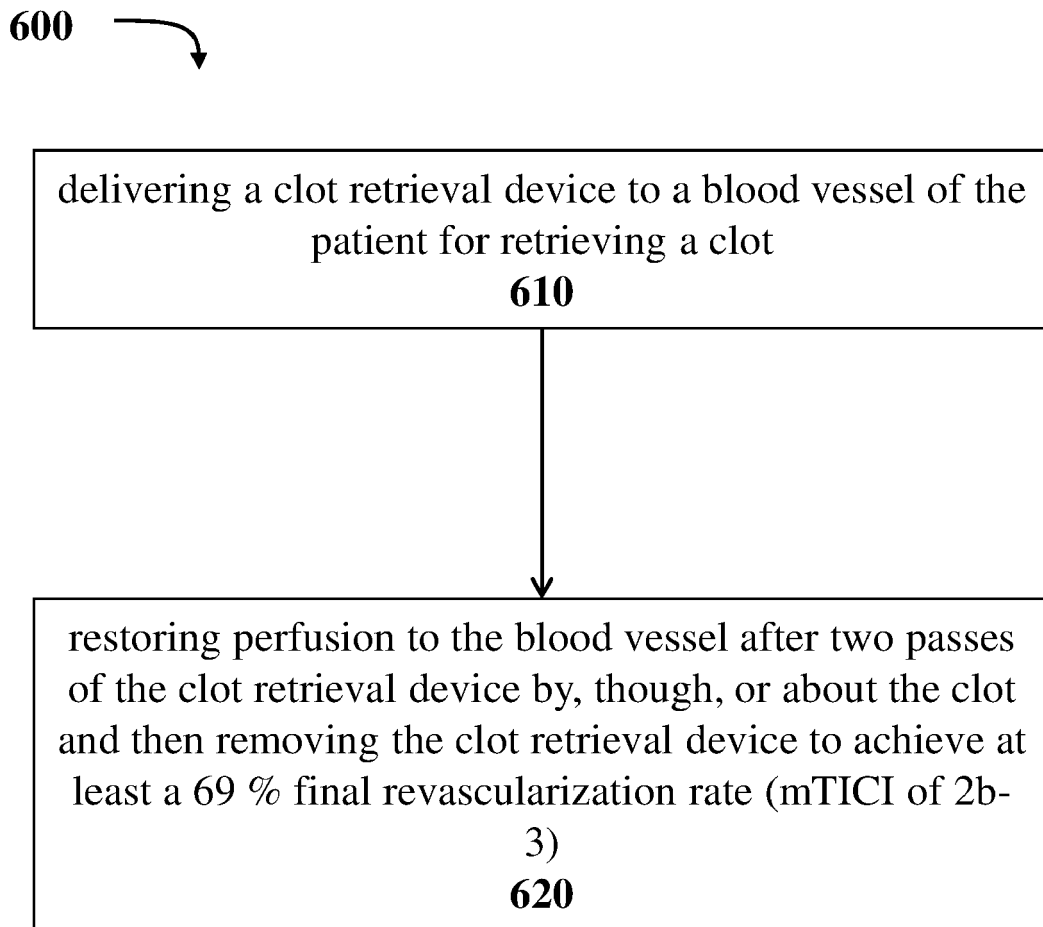 600
delivering a clot retrieval device to a blood vessel of the
patient for retrieving a clot
610
restoring perfusion to the blood vessel after two passes
of the clot retrieval device by, though, or about the clot
and then removing the clot retrieval device to achieve at
least a 69 % final revascularization rate (mTICI of 2b-
3)
620